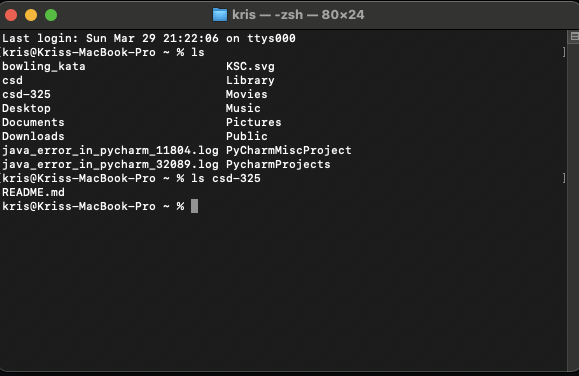 kris — -zsh — 80×24
Last login: Sun Mar 29 21:22:06 on ttys000
[kris@Kriss-MacBook-Pro ~ % ls ]
bowling_kata KSC.svg
csd Library
csd-325 Movies
Desktop Music
Documents Pictures
Downloads Public
java_error_in_pycharm_11804.log PyCharmMiscProject
java_error_in_pycharm_32089.log PycharmProjects
[kris@Kriss-MacBook-Pro ~ % ls csd-325 ]
README.md
kris@Kriss-MacBook-Pro ~ %